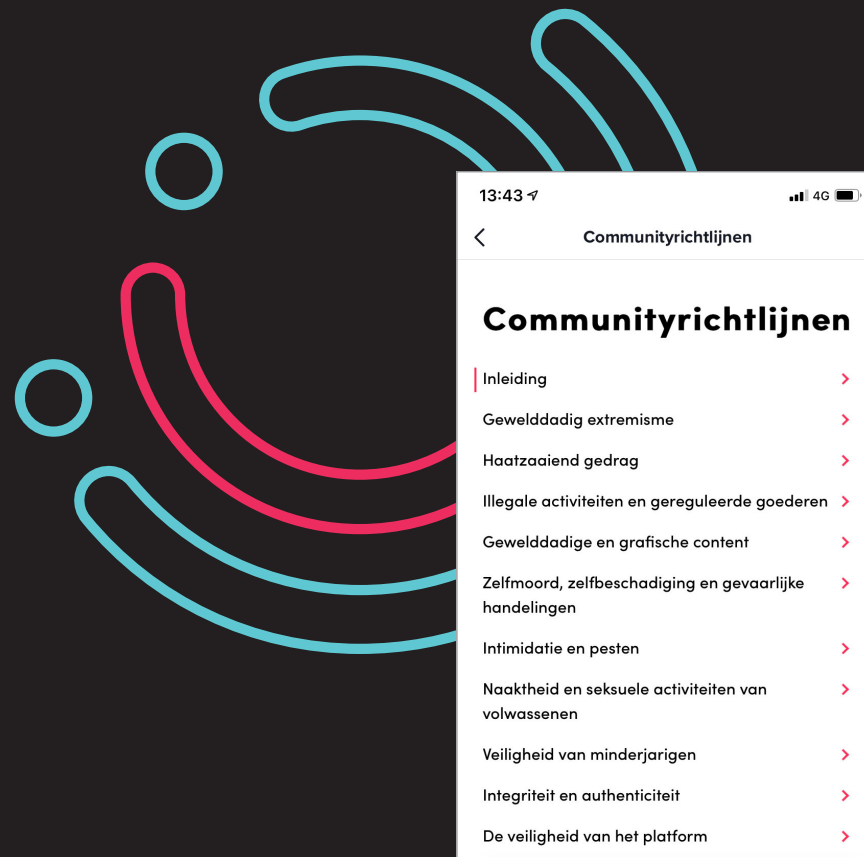 13:43
4G
Communityrichtlijnen
Communityrichtlijnen
Inleiding
Gewelddadig extremisme
Haatzaaiend gedrag
Illegale activiteiten en gereguleerde goederen
Gewelddadige en grafische content
Zelfmoord, zelfbeschadiging en gevaarlijke
handelingen
Intimidatie en pesten
Naaktheid en seksuele activiteiten van
volwassenen
Veiligheid van minderjarigen
Integriteit en authenticiteit
De veiligheid van het platform